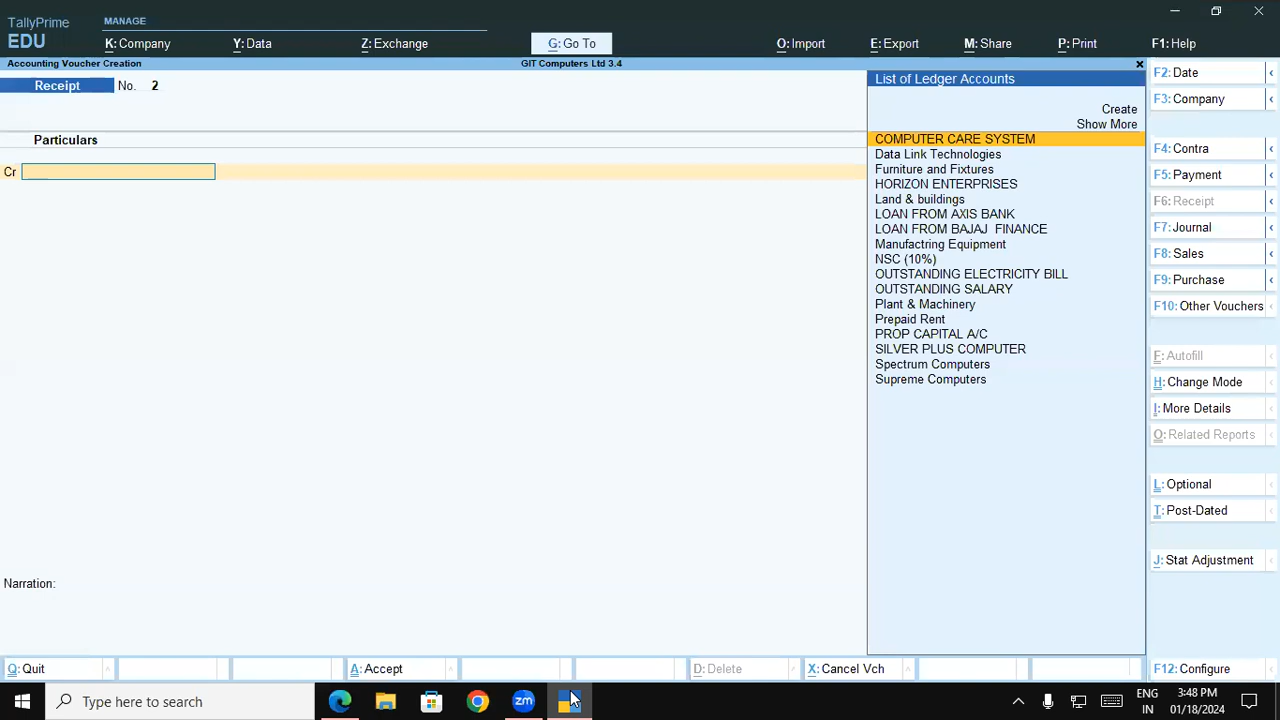 TallyPrime
EDU
MANAGE
K: Company
Y: Data
Z: Exchange
G: Go To
O: Import
E: Export
M: Share
P: Print
F1: Help
Accounting Voucher Creation
GIT Computers Ltd 3.4
Receipt No. 2
Particulars
Cr
List of Ledger Accounts
Create
Show More
COMPUTER CARE SYSTEM
Data Link Technologies
Furniture and Fixtures
HORIZON ENTERPRISES
Land & buildings
LOAN FROM AXIS BANK
LOAN FROM BAJAJ FINANCE
Manufactring Equipment
NSC (10%)
OUTSTANDING ELECTRICITY BILL
OUTSTANDING SALARY
Plant & Machinery
Prepaid Rent
PROP CAPITAL A/C
SILVER PLUS COMPUTER
Spectrum Computers
Supreme Computers
F2: Date
F3: Company
F4: Contra
F5: Payment
F6: Receipt
F7: Journal
F8: Sales
F9: Purchase
F10: Other Vouchers
F: Autofill
H: Change Mode
I: More Details
O: Related Reports
L: Optional
T: Post-Dated
J: Stat Adjustment
Narration:
Q: Quit
A: Accept
D: Delete
X: Cancel Vch
F12: Configure
Type here to search
zm
ENG
IN
3:48 PM
01/18/2024